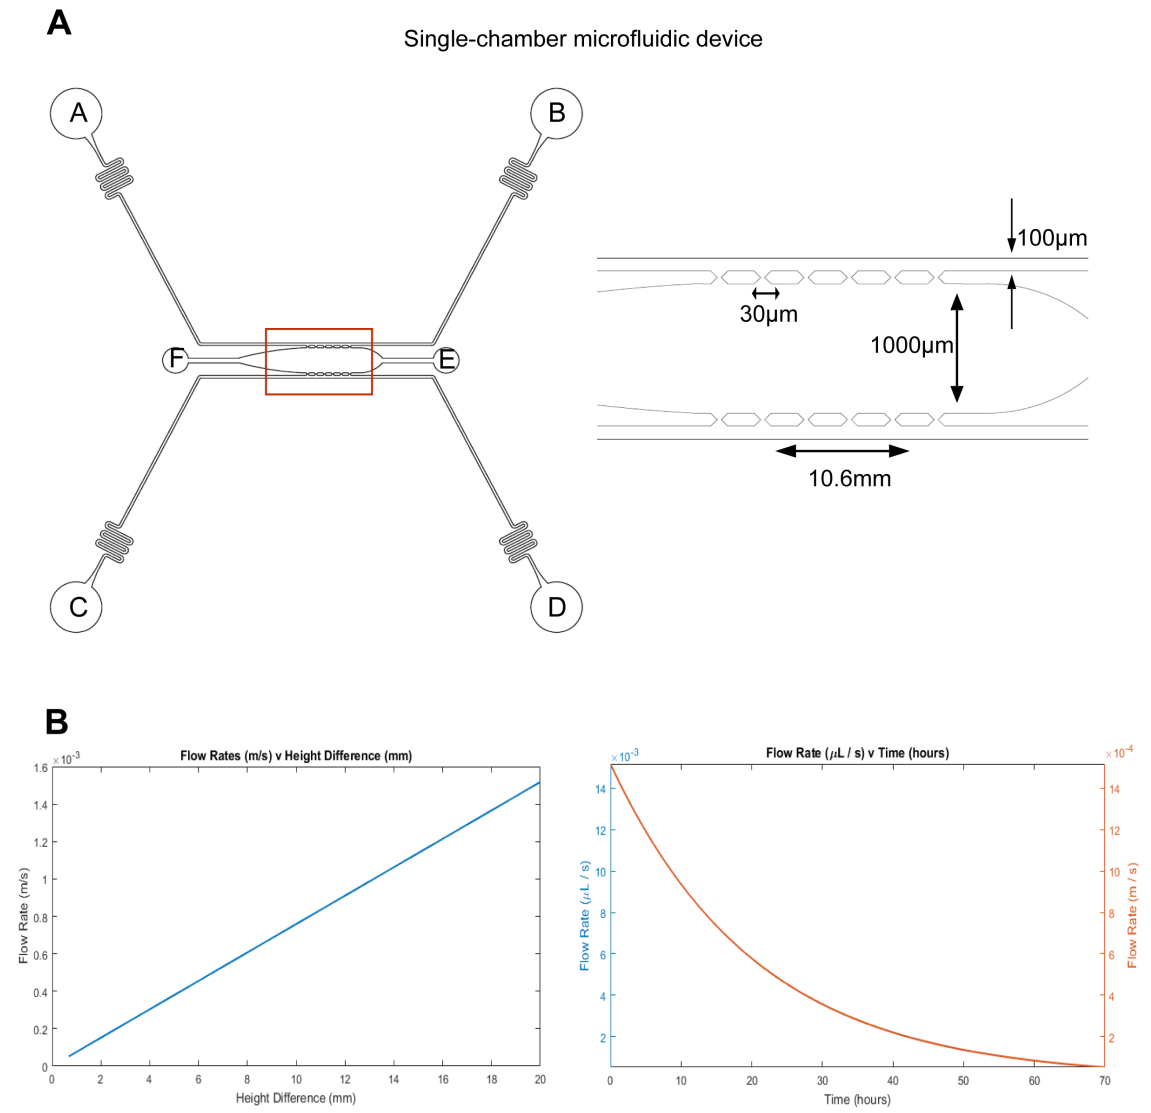 A
Single-chamber microfluidic device
A
B
F
E
C
D
100μm
30μm
1000μm
10.6mm
B
Flow Rates (m/s) v Height Difference (mm)
×10⁻³
1.6
1.4
1.2
1
0.8
0.6
0.4
0.2
0
Flow Rate (m/s)
0 2 4 6 8 10 12 14 16 18 20
Height Difference (mm)
Flow Rate (μL / s) v Time (hours)
×10⁻³
14
12
10
8
6
4
2
Flow Rate (μL / s)
×10⁻⁴
14
12
10
8
6
4
2
Flow Rate (m / s)
0 10 20 30 40 50 60 70
Time (hours)